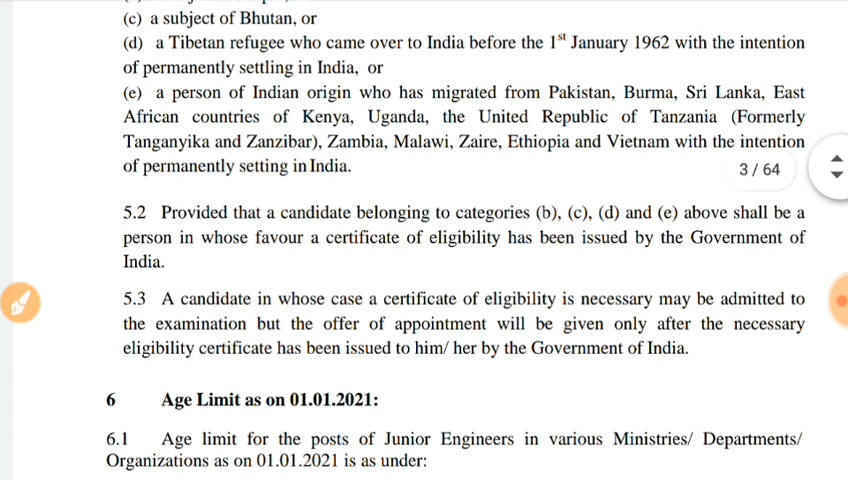 (c) a subject of Bhutan, or
(d) a Tibetan refugee who came over to India before the 1st January 1962 with the intention
of permanently settling in India, or
(e) a person of Indian origin who has migrated from Pakistan, Burma, Sri Lanka, East
African countries of Kenya, Uganda, the United Republic of Tanzania (Formerly
Tanganyika and Zanzibar), Zambia, Malawi, Zaire, Ethiopia and Vietnam with the intention
of permanently setting in India.
3 / 64
5.2 Provided that a candidate belonging to categories (b), (c), (d) and (e) above shall be a
person in whose favour a certificate of eligibility has been issued by the Government of
India.
5.3 A candidate in whose case a certificate of eligibility is necessary may be admitted to
the examination but the offer of appointment will be given only after the necessary
eligibility certificate has been issued to him/ her by the Government of India.
6 Age Limit as on 01.01.2021:
6.1 Age limit for the posts of Junior Engineers in various Ministries/ Departments/
Organizations as on 01.01.2021 is as under: